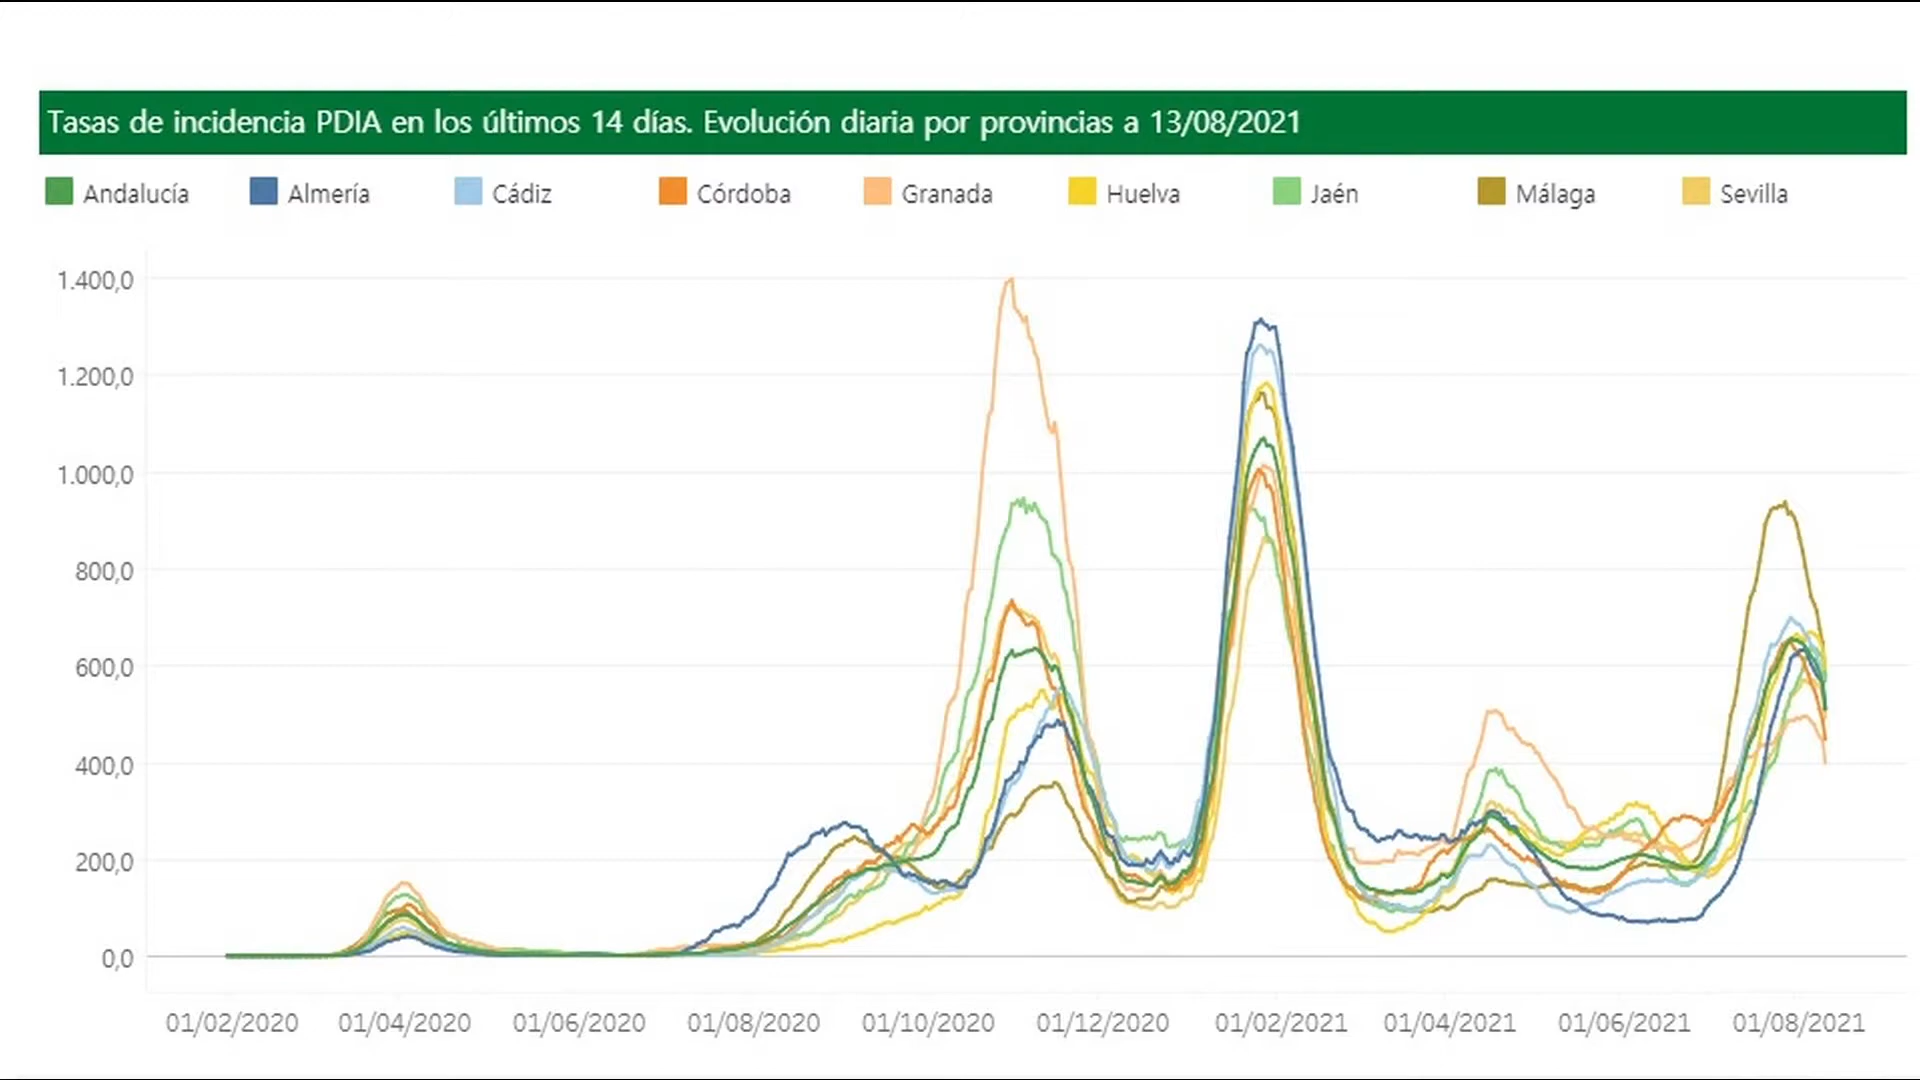 Tasas de incidencia PDIA en los últimos 14 días. Evolución diaria por provincias a 13/08/2021
Andalucía Almería Cádiz Córdoba Granada Huelva Jaén Málaga Sevilla
1.400,0
1.200,0
1.000,0
800,0
600,0
400,0
200,0
0,0
01/02/2020 01/04/2020 01/06/2020 01/08/2020 01/10/2020 01/12/2020 01/02/2021 01/04/2021 01/06/2021 01/08/2021